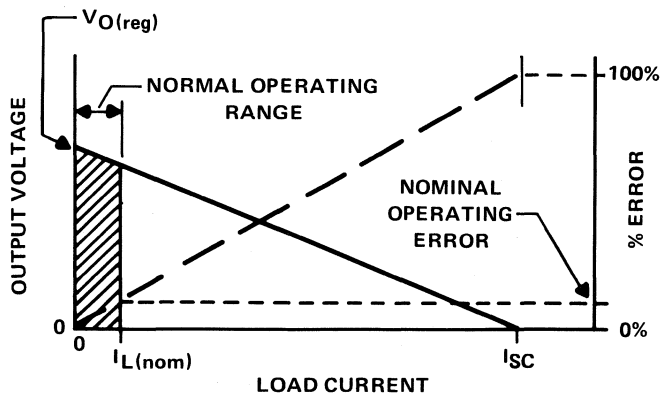 VO(reg)
NORMAL OPERATING
RANGE
100%
OUTPUT VOLTAGE
NOMINAL
OPERATING
ERROR
% ERROR
0
0%
0
IL(nom)
ISC
LOAD CURRENT